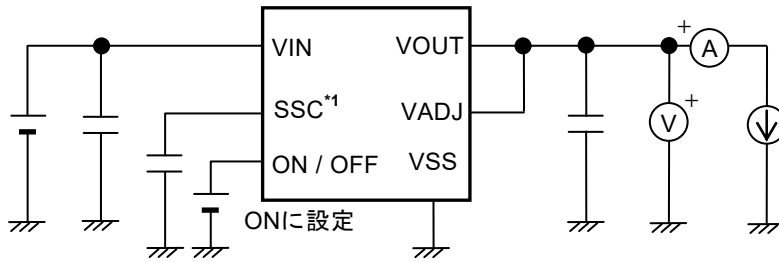 VIN
VOUT
+
A
SSC*1
VADJ
V
+
ON / OFF
VSS
ONに設定